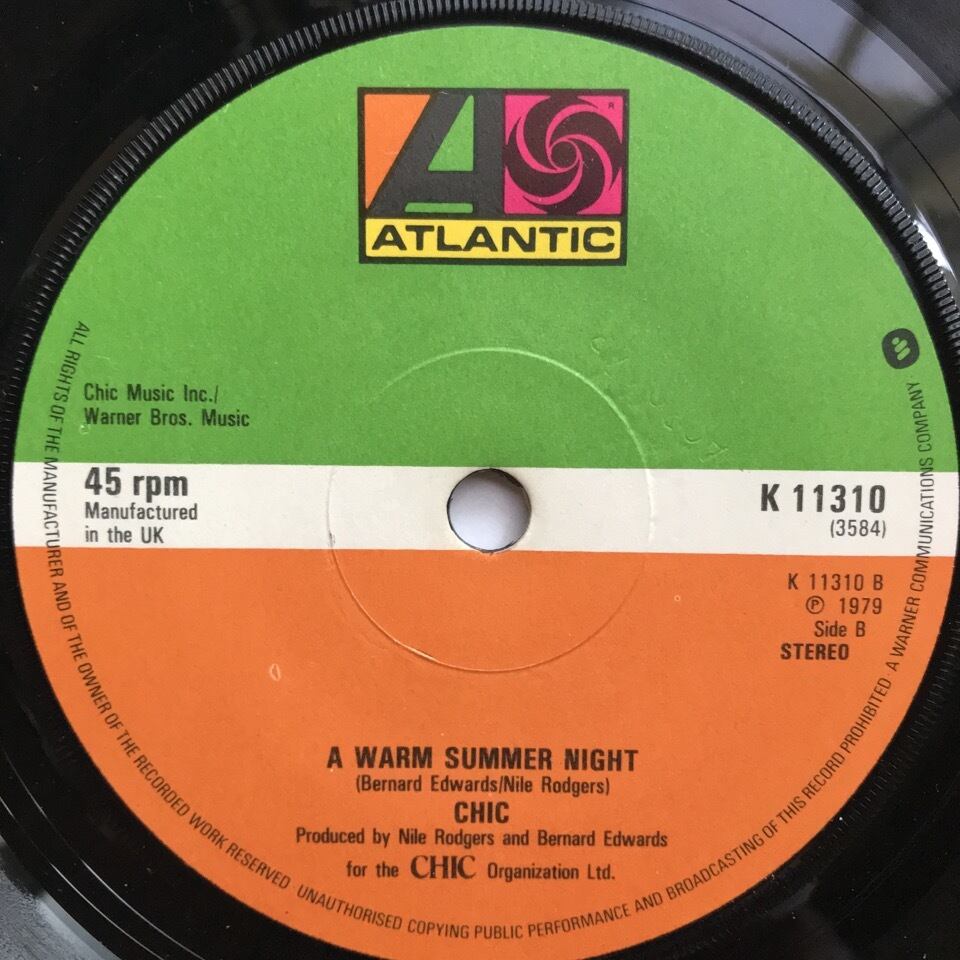 A
ATLANTIC
Chic Music Inc./
Warner Bros. Music
45 rpm
Manufactured
in the UK
K 11310
(3584)
K 11310 B
℗ 1979
Side B
STEREO
A WARM SUMMER NIGHT
(Bernard Edwards/Nile Rodgers)
CHIC
Produced by Nile Rodgers and Bernard Edwards
for the CHIC Organization Ltd.
ALL RIGHTS OF THE MANUFACTURER AND OF THE OWNER OF THE RECORDED WORK RESERVED UNAUTHORISED COPYING PUBLIC PERFORMANCE AND BROADCASTING OF THIS RECORD PROHIBITED · A WARNER COMMUNICATIONS COMPANY